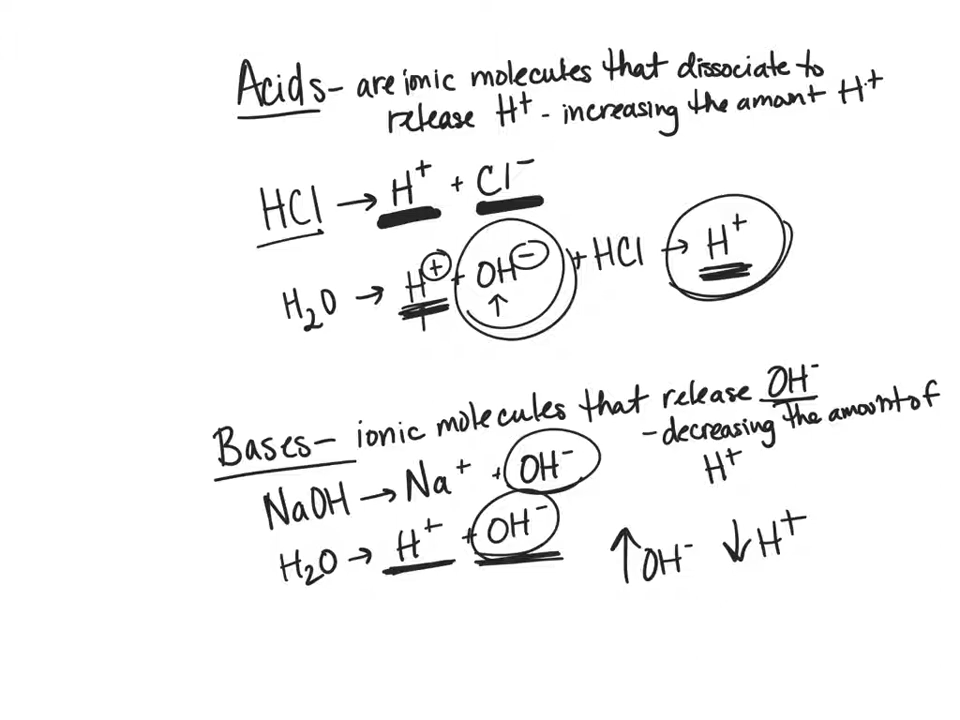 Acids - are ionic molecules that dissociate to
release H⁺ - increasing the amount H⁺
HCl → H⁺ + Cl⁻
H₂O → H⁺ + OH⁻ + HCl → H⁺
↑
Bases - ionic molecules that release OH⁻
- decreasing the amount of
H⁺
NaOH → Na⁺ + OH⁻
H₂O → H⁺ + OH⁻
↑OH⁻ ↓H⁺